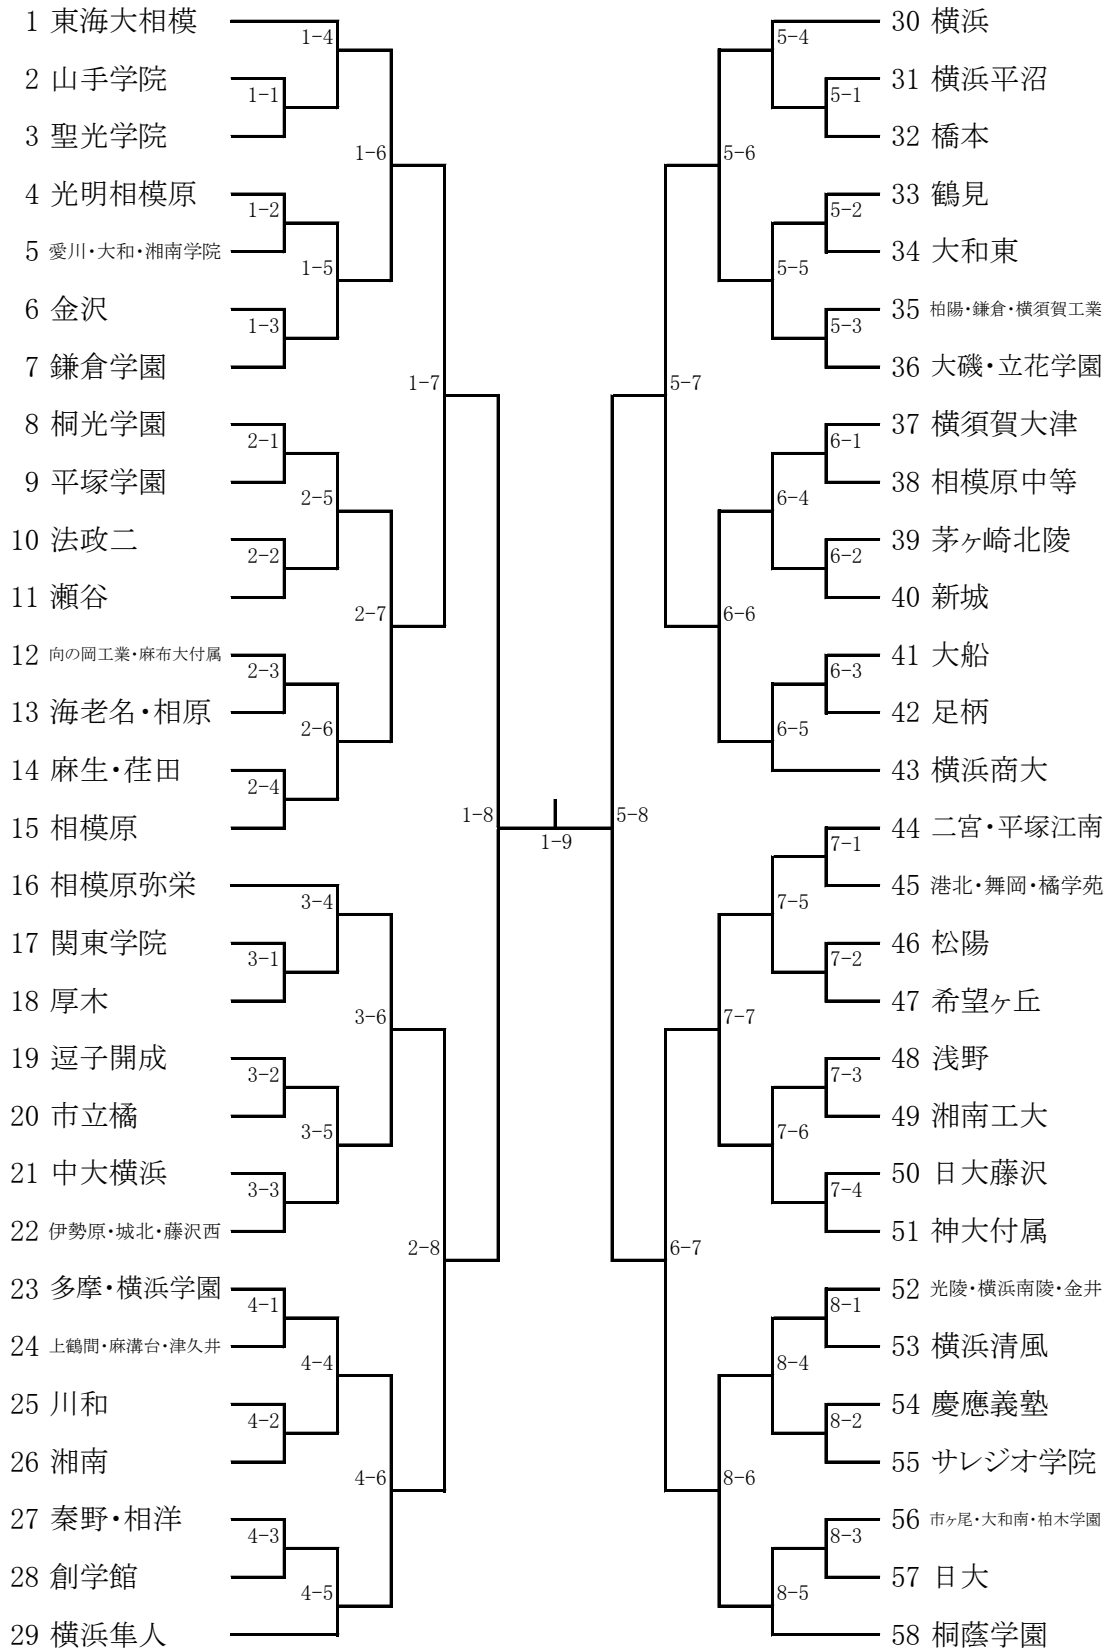 1 東海大相模
2 山手学院
3 聖光学院
4 光明相模原
5 愛川・大和・湘南学院
6 金沢
7 鎌倉学園
8 桐光学園
9 平塚学園
10 法政二
11 瀬谷
12 向の岡工業・麻布大付属
13 海老名・相原
14 麻生・荏田
15 相模原
16 相模原弥栄
17 関東学院
18 厚木
19 逗子開成
20 市立橘
21 中大横浜
22 伊勢原・城北・藤沢西
23 多摩・横浜学園
24 上鶴間・麻溝台・津久井
25 川和
26 湘南
27 秦野・相洋
28 創学館
29 横浜隼人
1-4
1-1
1-6
1-2
1-5
1-3
1-7
2-1
2-5
2-2
2-7
2-3
2-6
2-4
1-8
3-4
3-1
3-6
3-2
3-5
3-3
2-8
4-1
4-4
4-2
4-6
4-3
4-5
1-9
5-4
5-1
5-6
5-2
5-5
5-3
5-7
6-1
6-4
6-2
6-6
6-3
6-5
5-8
7-1
7-5
7-2
7-7
7-3
7-6
7-4
6-7
8-1
8-4
8-2
8-6
8-3
8-5
30 横浜
31 横浜平沼
32 橋本
33 鶴見
34 大和東
35 柏陽・鎌倉・横須賀工業
36 大磯・立花学園
37 横須賀大津
38 相模原中等
39 茅ヶ崎北陵
40 新城
41 大船
42 足柄
43 横浜商大
44 二宮・平塚江南
45 港北・舞岡・橘学苑
46 松陽
47 希望ヶ丘
48 浅野
49 湘南工大
50 日大藤沢
51 神大付属
52 光陵・横浜南陵・金井
53 横浜清風
54 慶應義塾
55 サレジオ学院
56 市ヶ尾・大和南・柏木学園
57 日大
58 桐蔭学園